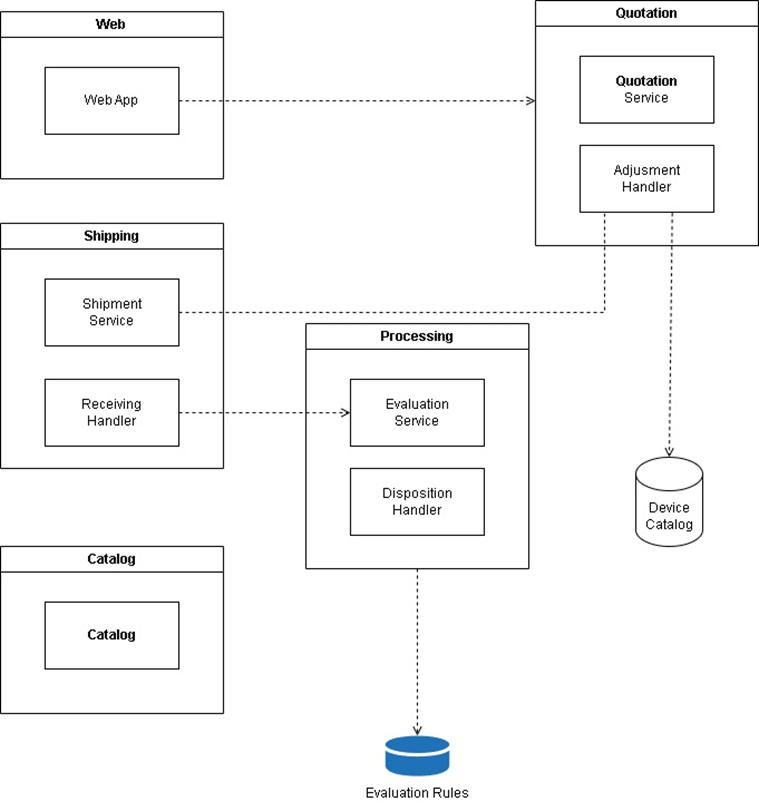 Web
Web App
Quotation
Quotation
Service
Adjusment
Handler
Shipping
Shipment
Service
Receiving
Handler
Processing
Evaluation
Service
Disposition
Handler
Device
Catalog
Catalog
Catalog
Evaluation Rules